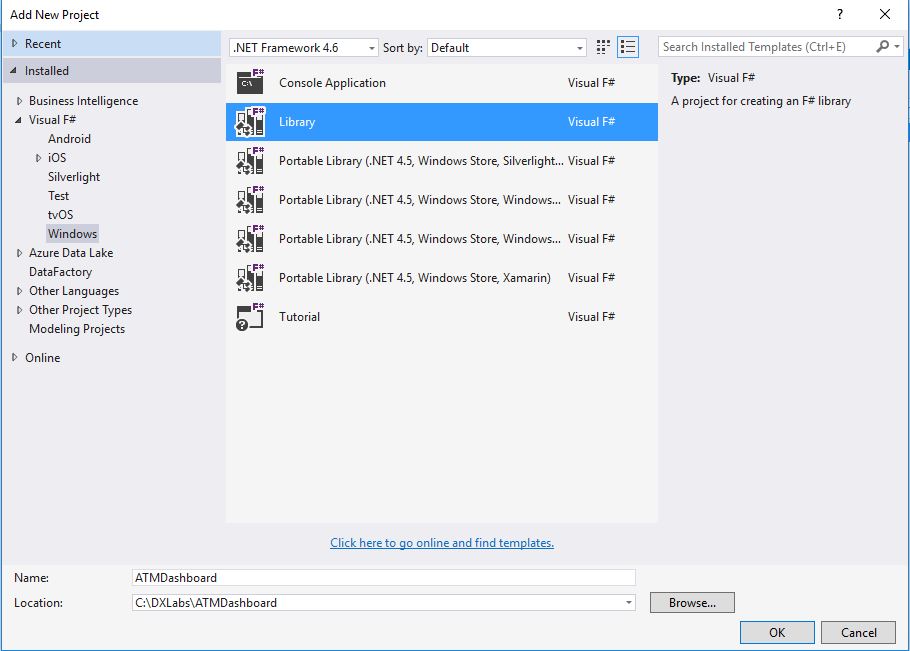 Add New Project
?
Recent
Installed
Business Intelligence
Visual F#
Android
iOS
Silverlight
Test
tvOS
Windows
Azure Data Lake
DataFactory
Other Languages
Other Project Types
Modeling Projects
Online
.NET Framework 4.6 Sort by: Default
F# C:\ Console Application Visual F#
F# Library Visual F#
F# Portable Library (.NET 4.5, Windows Store, Silverlight... Visual F#
F# Portable Library (.NET 4.5, Windows Store, Windows... Visual F#
F# Portable Library (.NET 4.5, Windows Store, Windows... Visual F#
F# Portable Library (.NET 4.5, Windows Store, Xamarin) Visual F#
F# ? Tutorial Visual F#
Click here to go online and find templates.
Search Installed Templates (Ctrl+E)
Type: Visual F#
A project for creating an F# library
Name: ATMDashboard
Location: C:\DXLabs\ATMDashboard Browse...
OK Cancel